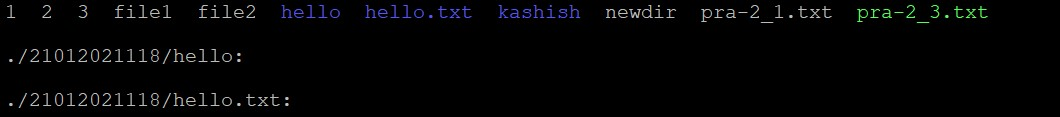 1  2  3  file1  file2  hello  hello.txt  kashish  newdir  pra-2_1.txt  pra-2_3.txt
./21012021118/hello:
./21012021118/hello.txt: